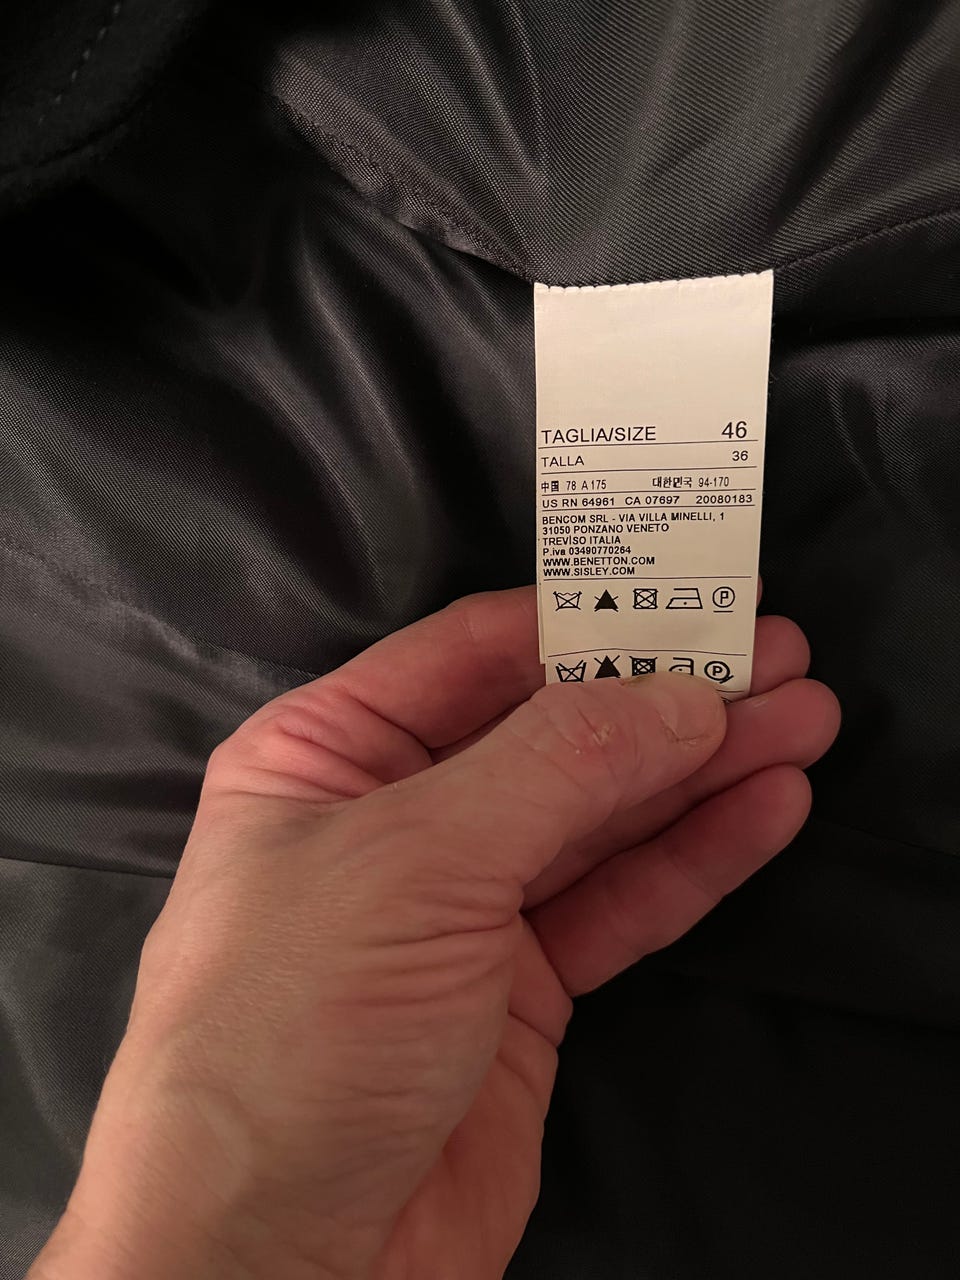 TAGLIA/SIZE 46
TALLA 36
中国 78 A 175 대한민국 94-170
US RN 64961 CA 07697 20080183
BENCOM SRL - VIA VILLA MINELLI, 1
31050 PONZANO VENETO
TREVISO ITALIA
P.iva 03490770264
WWW.BENETTON.COM
WWW.SISLEY.COM
P
P